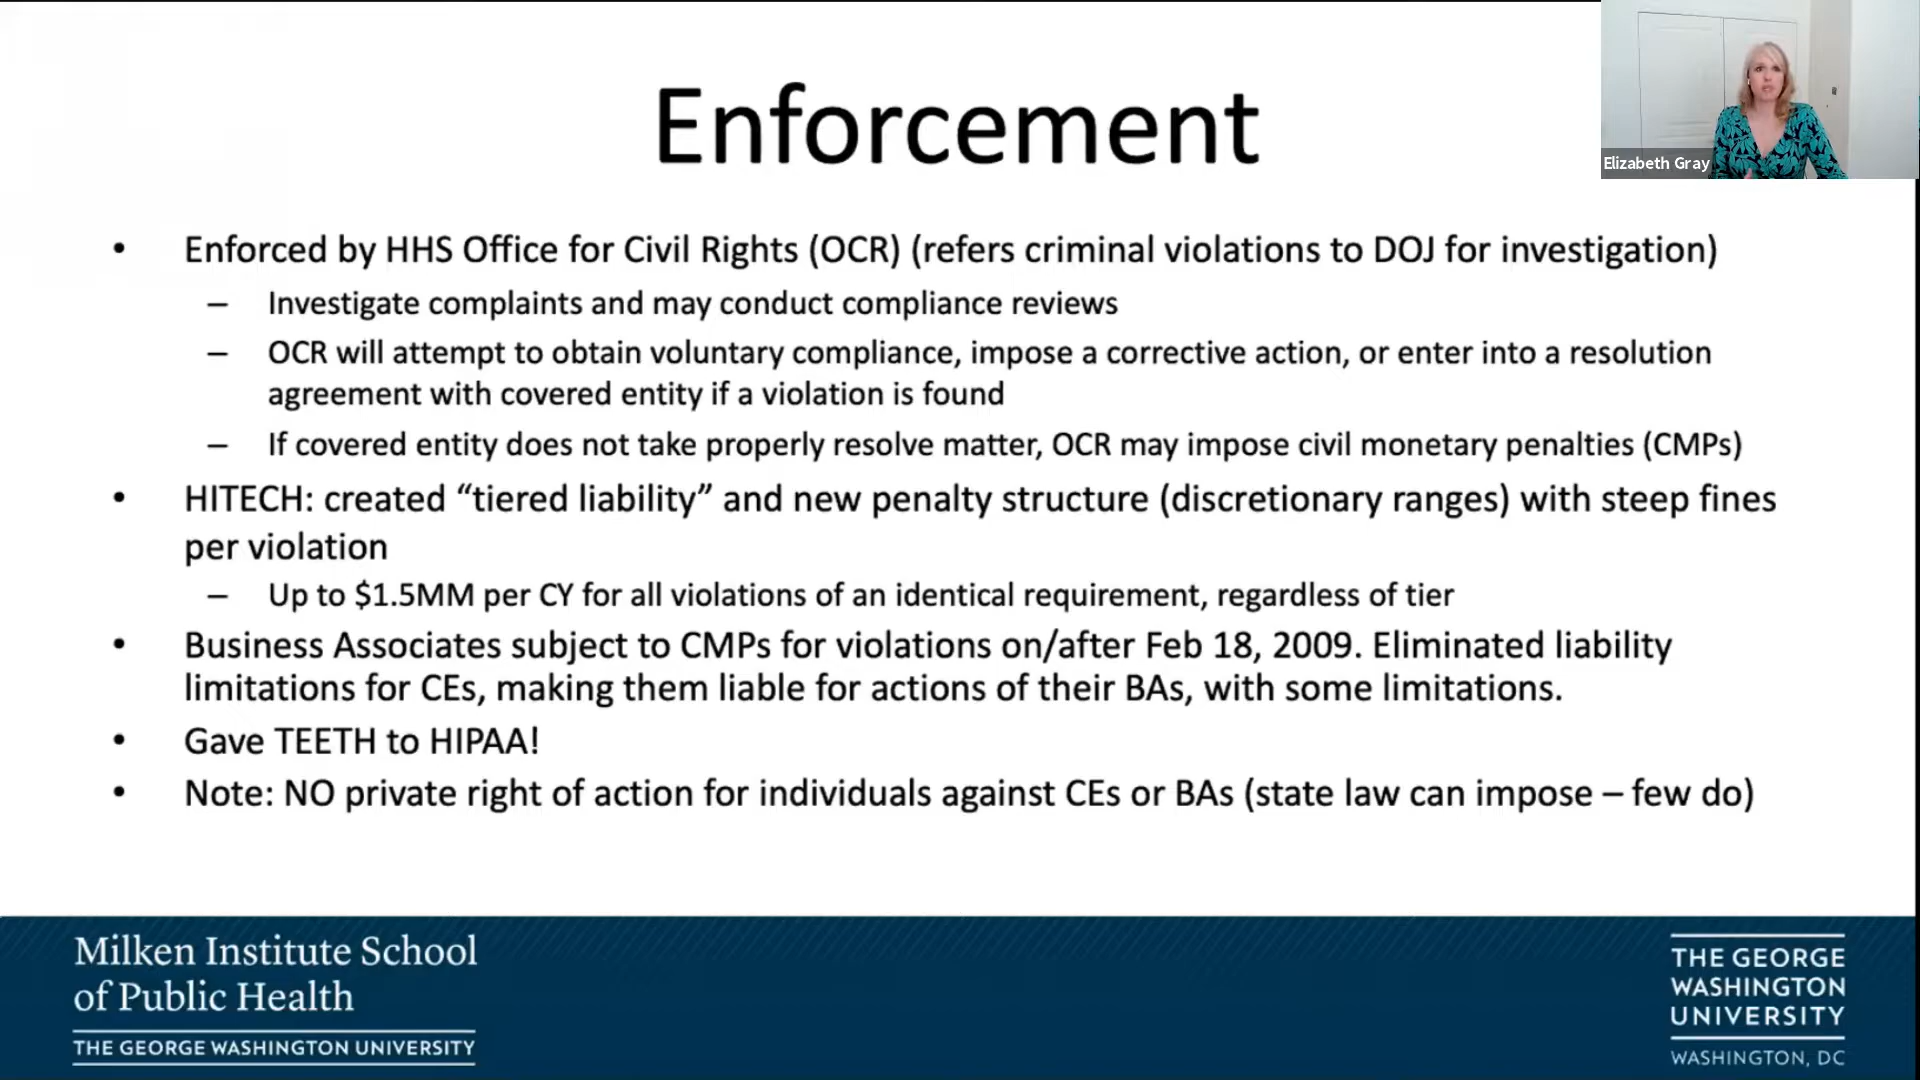 Enforcement
Elizabeth Gray
• Enforced by HHS Office for Civil Rights (OCR) (refers criminal violations to DOJ for investigation)
– Investigate complaints and may conduct compliance reviews
– OCR will attempt to obtain voluntary compliance, impose a corrective action, or enter into a resolution
agreement with covered entity if a violation is found
– If covered entity does not take properly resolve matter, OCR may impose civil monetary penalties (CMPs)
• HITECH: created “tiered liability” and new penalty structure (discretionary ranges) with steep fines
per violation
– Up to $1.5MM per CY for all violations of an identical requirement, regardless of tier
• Business Associates subject to CMPs for violations on/after Feb 18, 2009. Eliminated liability
limitations for CEs, making them liable for actions of their BAs, with some limitations.
• Gave TEETH to HIPAA!
• Note: NO private right of action for individuals against CEs or BAs (state law can impose – few do)
Milken Institute School
of Public Health
THE GEORGE WASHINGTON UNIVERSITY
THE GEORGE
WASHINGTON
UNIVERSITY
WASHINGTON, DC